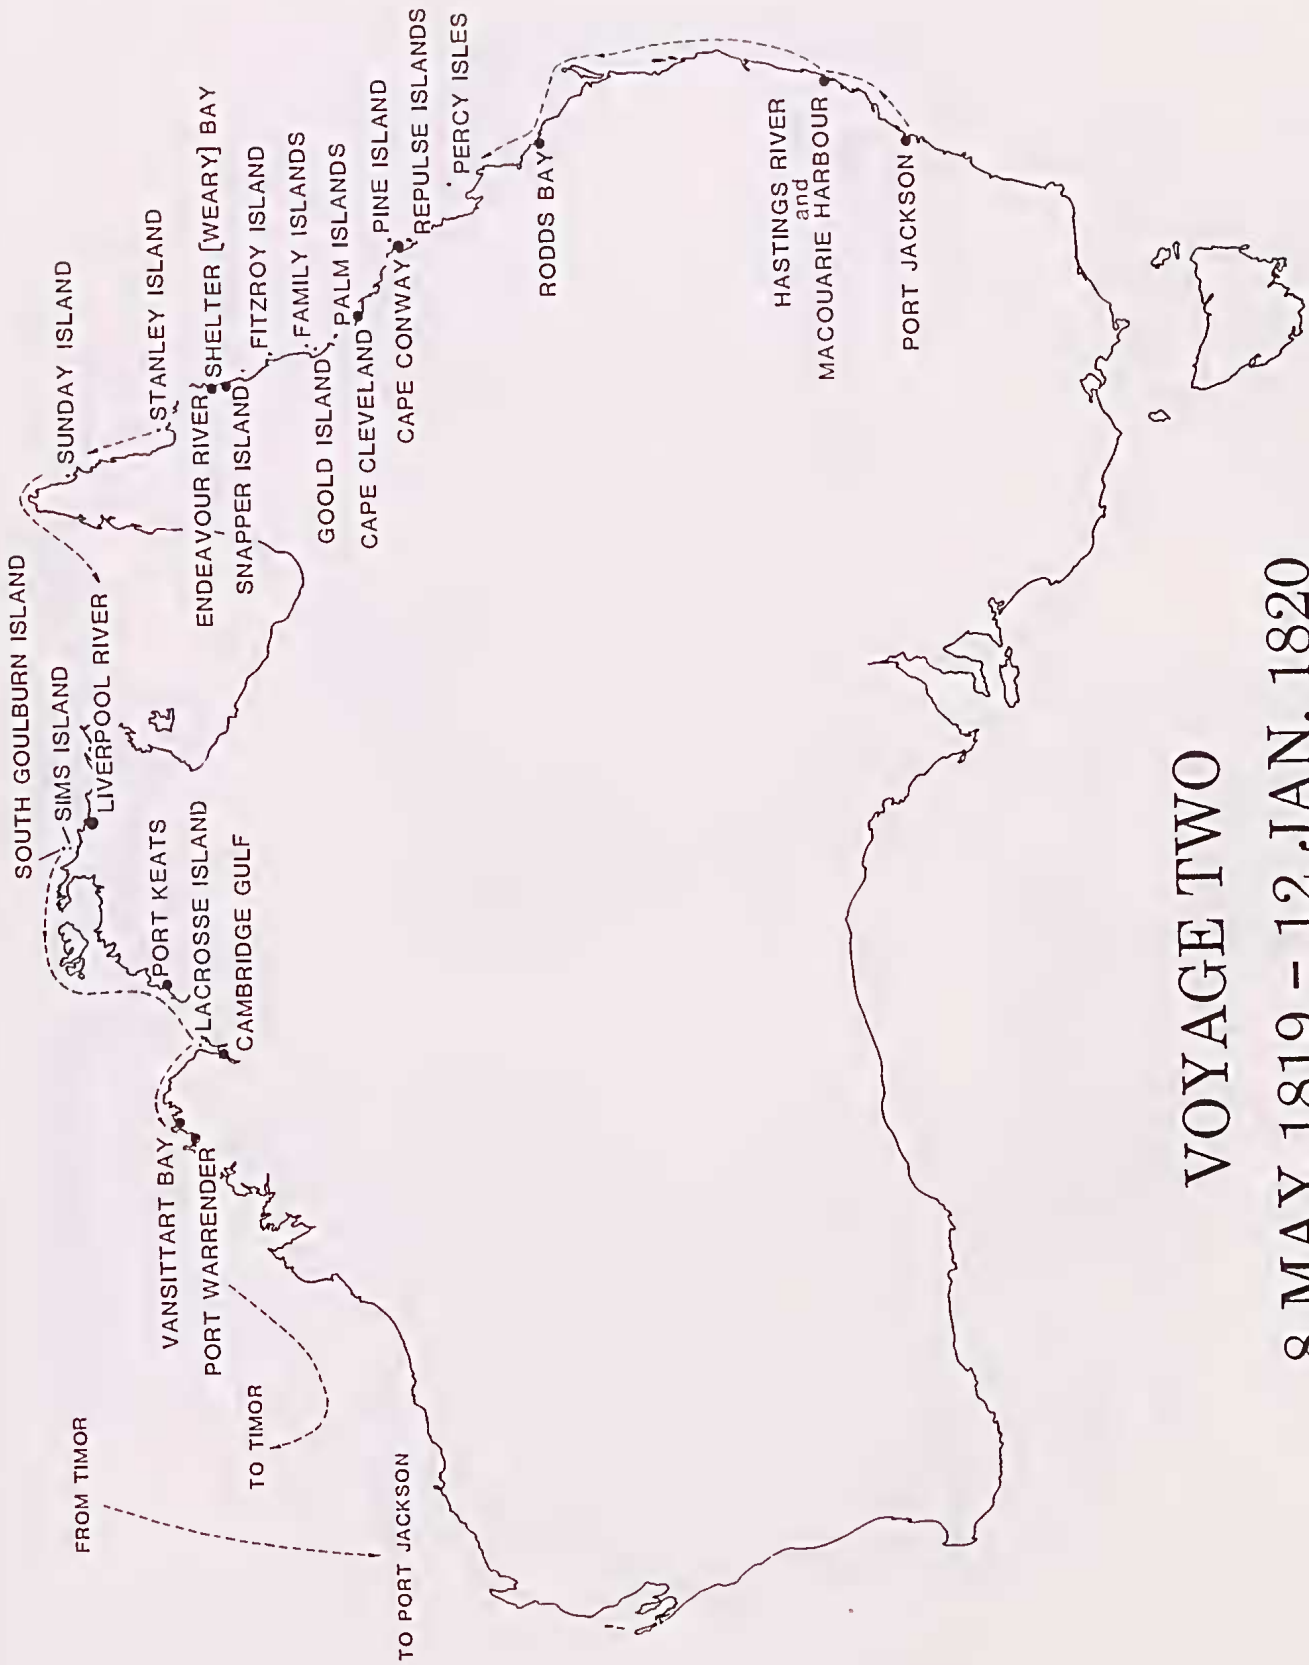 SOUTH GOULBURN ISLAND
SIMS ISLAND
LIVERPOOL RIVER
SUNDAY ISLAND
STANLEY ISLAND
ENDEAVOUR RIVER
SHELTER [WEARY] BAY
SNAPPER ISLAND
FITZROY ISLAND
FAMILY ISLANDS
GOOLD ISLAND
PALM ISLANDS
CAPE CLEVELAND
PINE ISLAND
CAPE CONWAY
REPULSE ISLANDS
PERCY ISLES
RODDS BAY
HASTINGS RIVER
and
MACQUARIE HARBOUR
PORT JACKSON
PORT KEATS
LACROSSE ISLAND
CAMBRIDGE GULF
VANSITTART BAY
PORT WARRENDER
TO TIMOR
FROM TIMOR
TO PORT JACKSON
VOYAGE TWO
8 MAY 1819 – 12 JAN. 1820